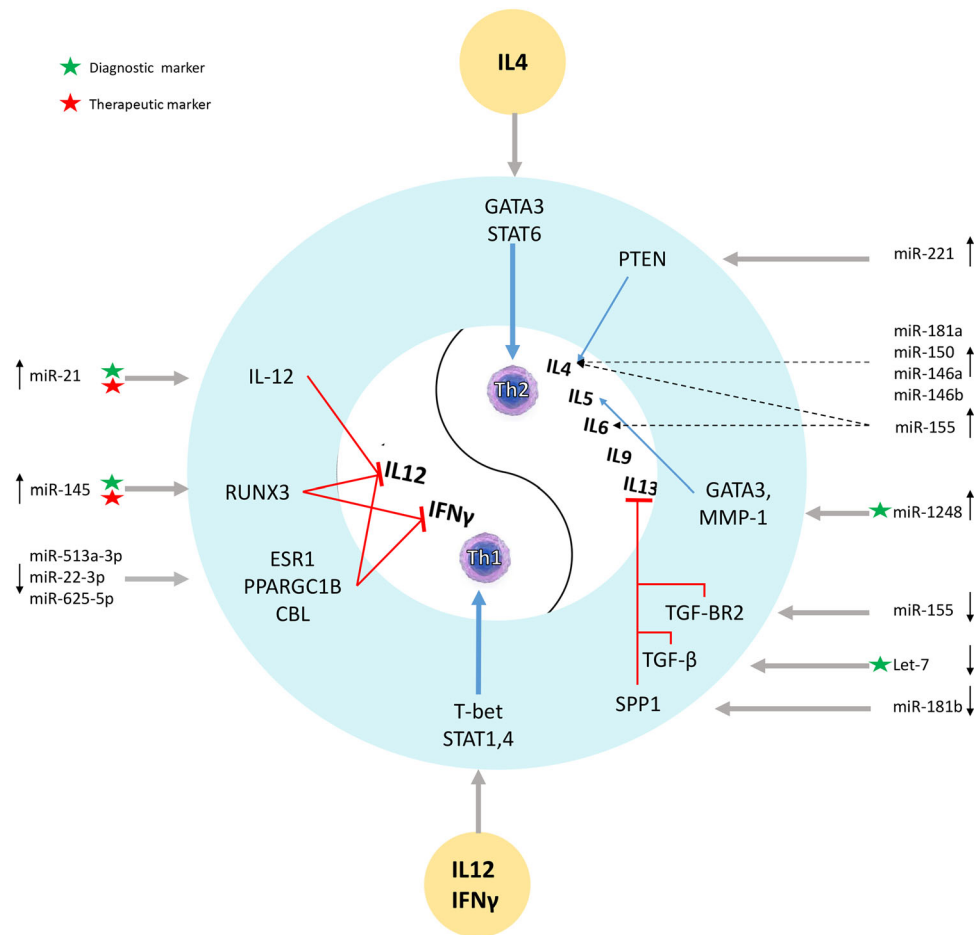 IL4
Diagnostic marker
Therapeutic marker
GATA3
STAT6
PTEN
miR-221
miR-181a
miR-150
miR-146a
miR-146b
miR-155
miR-21
IL-12
Th2
IL4
IL5
IL6
IL9
IL13
miR-145
RUNX3
IL12
IFNγ
GATA3,
MMP-1
miR-1248
miR-513a-3p
miR-22-3p
miR-625-5p
ESR1
PPARGC1B
CBL
Th1
TGF-BR2
miR-155
TGF-β
Let-7
SPP1
miR-181b
T-bet
STAT1,4
IL12
IFNγ